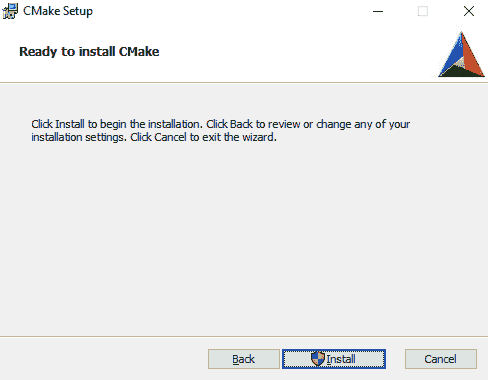 CMake Setup
Ready to install CMake
Click Install to begin the installation. Click Back to review or change any of your
installation settings. Click Cancel to exit the wizard.
Back
Install
Cancel